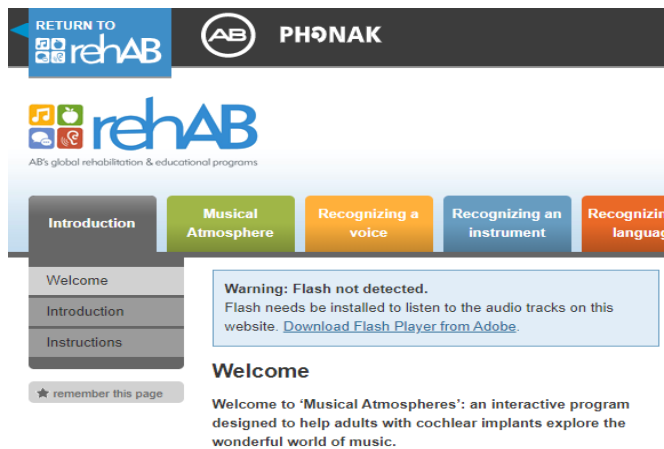 RETURN TO
rehAB
AB PHONAK
rehAB
AB's global rehabilitation & educational programs
Introduction
Musical
Atmosphere
Recognizing a
voice
Recognizing an
instrument
Welcome
Introduction
Instructions
remember this page
Warning: Flash not detected.
Flash needs be installed to listen to the audio tracks on this
website. Download Flash Player from Adobe.
Welcome
Welcome to ‘Musical Atmospheres’: an interactive program
designed to help adults with cochlear implants explore the
wonderful world of music.